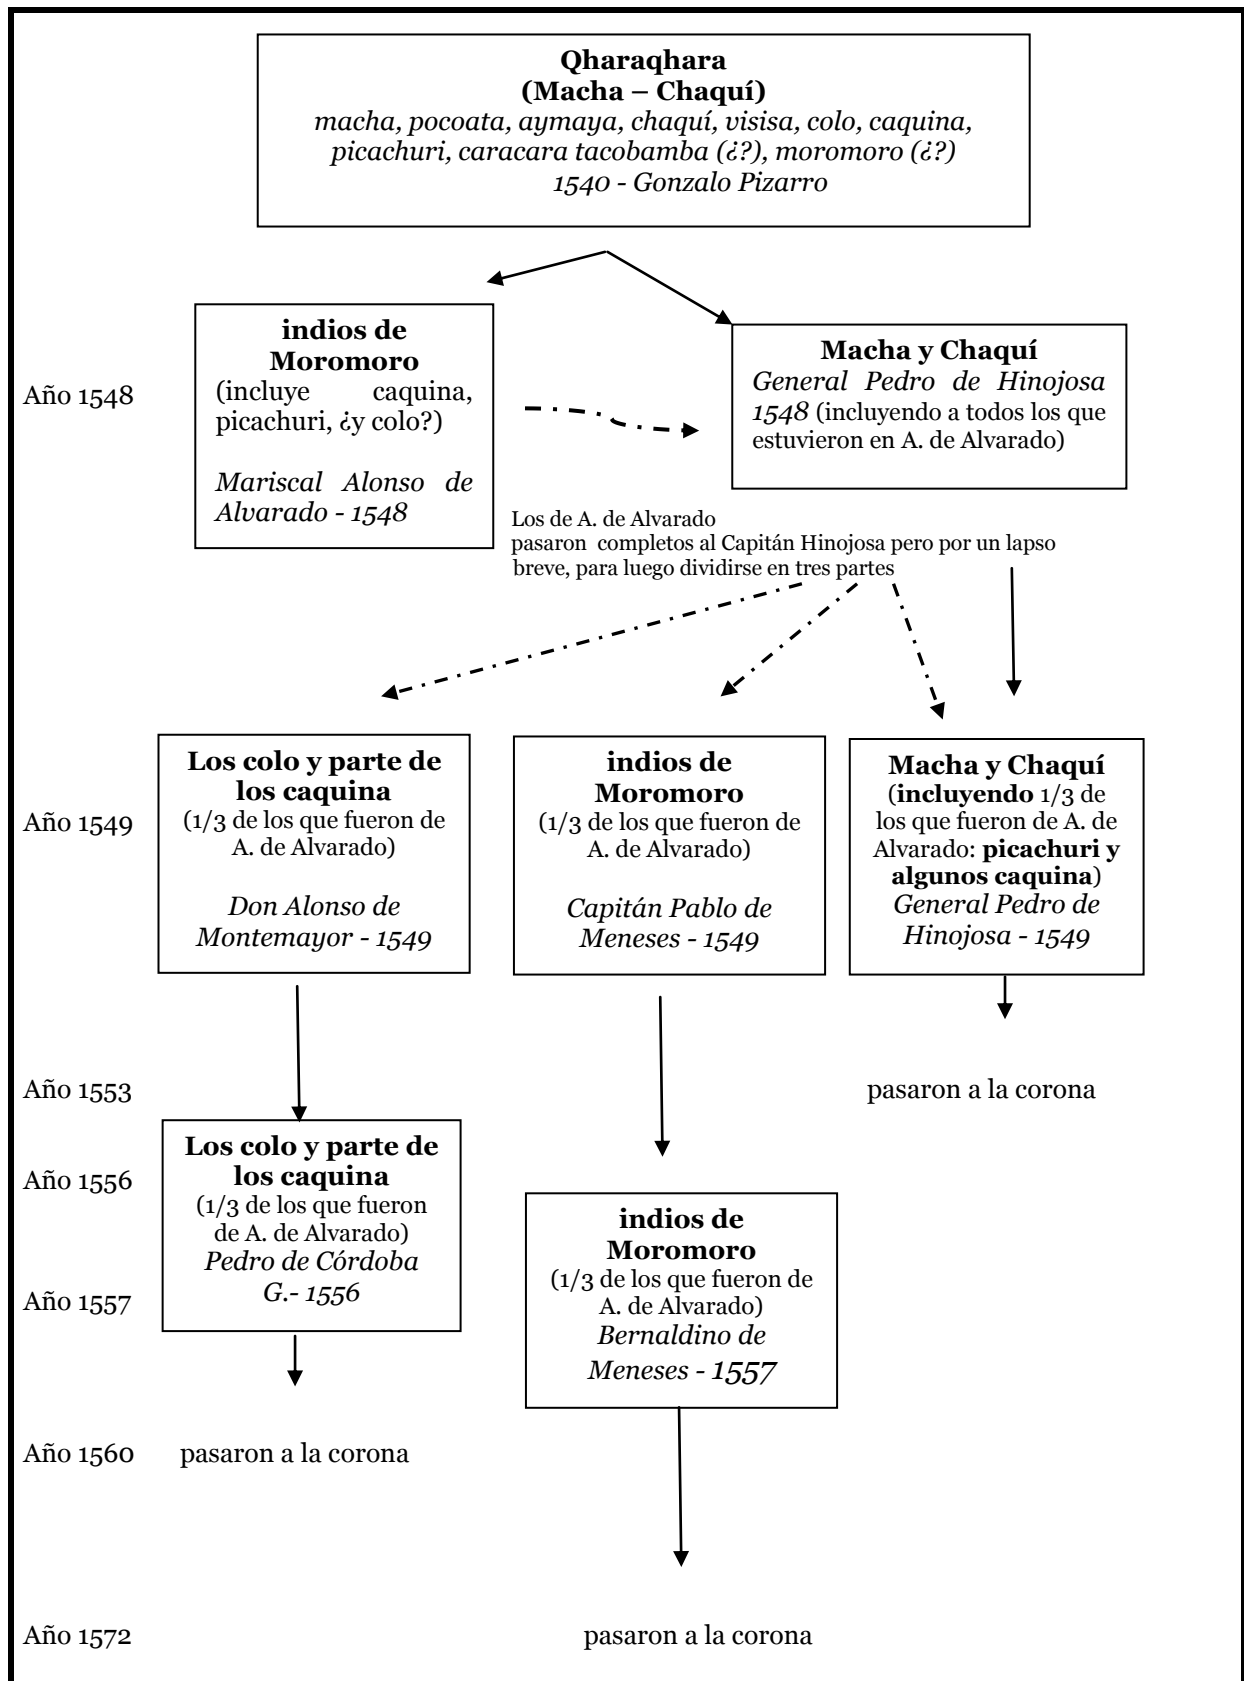 Qharaqhara
(Macha – Chaquí)
macha, pocoata, aymaya, chaquí, visisa, colo, caquina,
picachuri, caracara tacobamba (¿?), moromoro (¿?)
1540 - Gonzalo Pizarro
Año 1548
indios de
Moromoro
(incluye caquina,
picachuri, ¿y colo?)
Mariscal Alonso de
Alvarado - 1548
Macha y Chaquí
General Pedro de Hinojosa
1548 (incluyendo a todos los que
estuvieron en A. de Alvarado)
Los de A. de Alvarado
pasaron completos al Capitán Hinojosa pero por un lapso
breve, para luego dividirse en tres partes
Año 1549
Los colo y parte de
los caquina
(1/3 de los que fueron de
A. de Alvarado)
Don Alonso de
Montemayor - 1549
indios de
Moromoro
(1/3 de los que fueron de
A. de Alvarado)
Capitán Pablo de
Meneses - 1549
Macha y Chaquí
(incluyendo 1/3 de
los que fueron de A. de
Alvarado: picachuri y
algunos caquina)
General Pedro de
Hinojosa - 1549
Año 1553
pasaron a la corona
Año 1556
Los colo y parte de
los caquina
(1/3 de los que fueron
de A. de Alvarado)
Pedro de Córdoba
G.- 1556
Año 1557
indios de
Moromoro
(1/3 de los que fueron de
A. de Alvarado)
Bernaldino de
Meneses - 1557
Año 1560
pasaron a la corona
Año 1572
pasaron a la corona